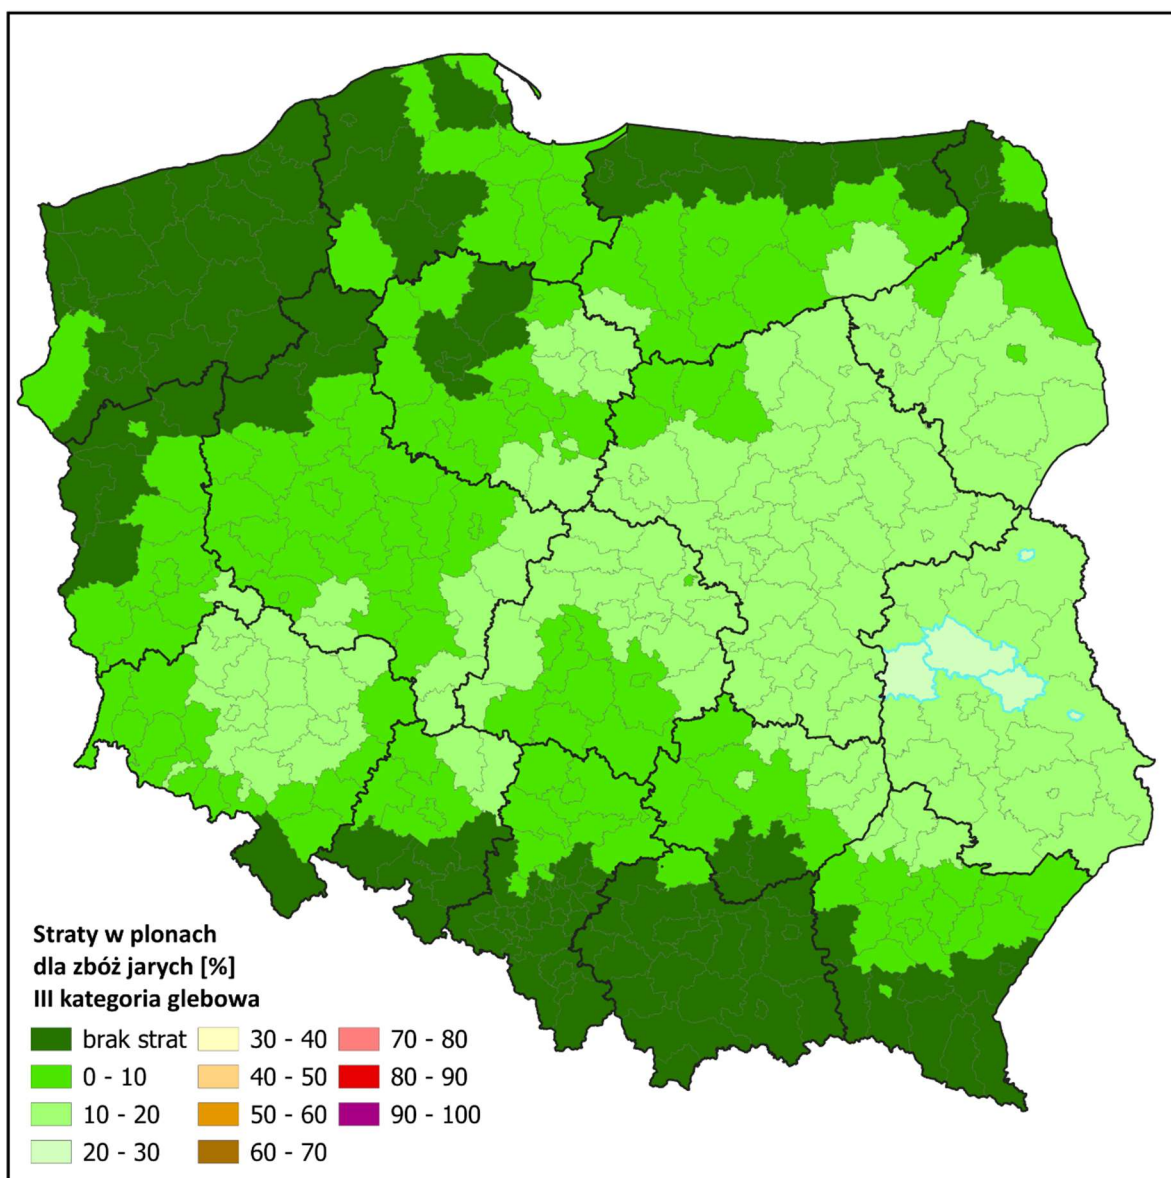 Straty w plonach
dla zbóż jarych [%]
III kategoria glebowa
brak strat
0 - 10
10 - 20
20 - 30
30 - 40
40 - 50
50 - 60
60 - 70
70 - 80
80 - 90
90 - 100